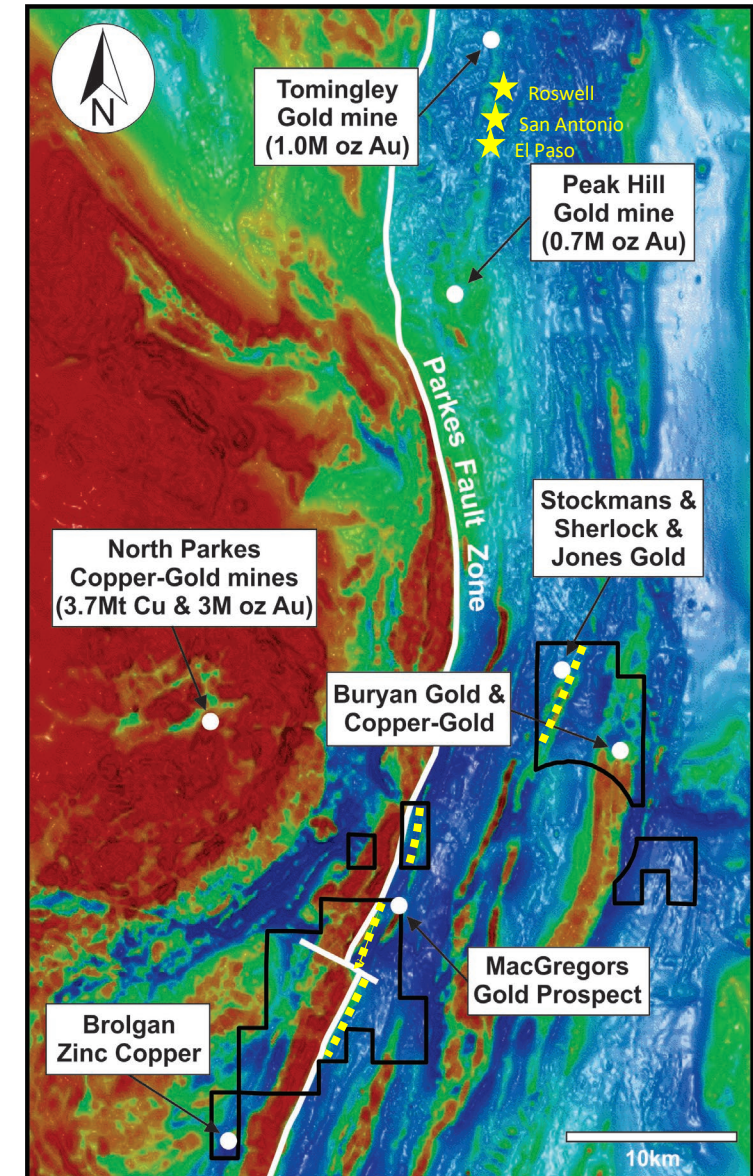 N
Tomingley
Gold mine
(1.0M oz Au)
Roswell
San Antonio
El Paso
Peak Hill
Gold mine
(0.7M oz Au)
Parkes Fault Zone
Stockmans &
Sherlock &
Jones Gold
North Parkes
Copper-Gold mines
(3.7Mt Cu & 3M oz Au)
Buryan Gold &
Copper-Gold
MacGregors
Gold Prospect
Brolgan
Zinc Copper
10km